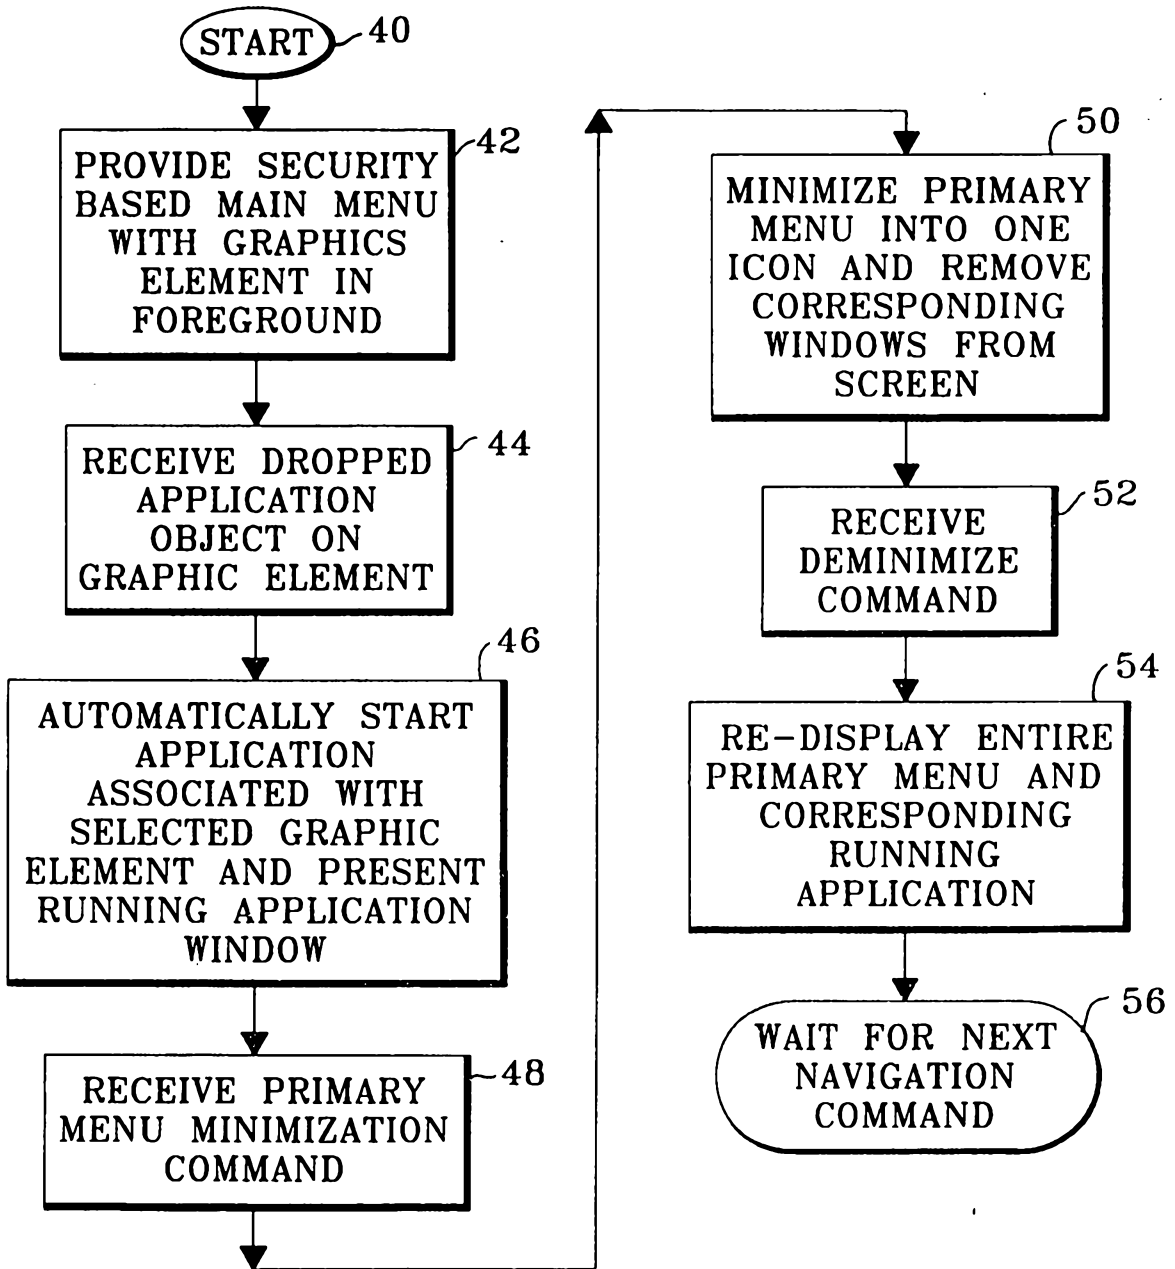 START
40
PROVIDE SECURITY
BASED MAIN MENU
WITH GRAPHICS
ELEMENT IN
FOREGROUND
42
RECEIVE DROPPED
APPLICATION
OBJECT ON
GRAPHIC ELEMENT
44
AUTOMATICALLY START
APPLICATION
ASSOCIATED WITH
SELECTED GRAPHIC
ELEMENT AND PRESENT
RUNNING APPLICATION
WINDOW
46
RECEIVE PRIMARY
MENU MINIMIZATION
COMMAND
48
MINIMIZE PRIMARY
MENU INTO ONE
ICON AND REMOVE
CORRESPONDING
WINDOWS FROM
SCREEN
50
RECEIVE
DEMINIMIZE
COMMAND
52
RE-DISPLAY ENTIRE
PRIMARY MENU AND
CORRESPONDING
RUNNING
APPLICATION
54
WAIT FOR NEXT
NAVIGATION
COMMAND
56